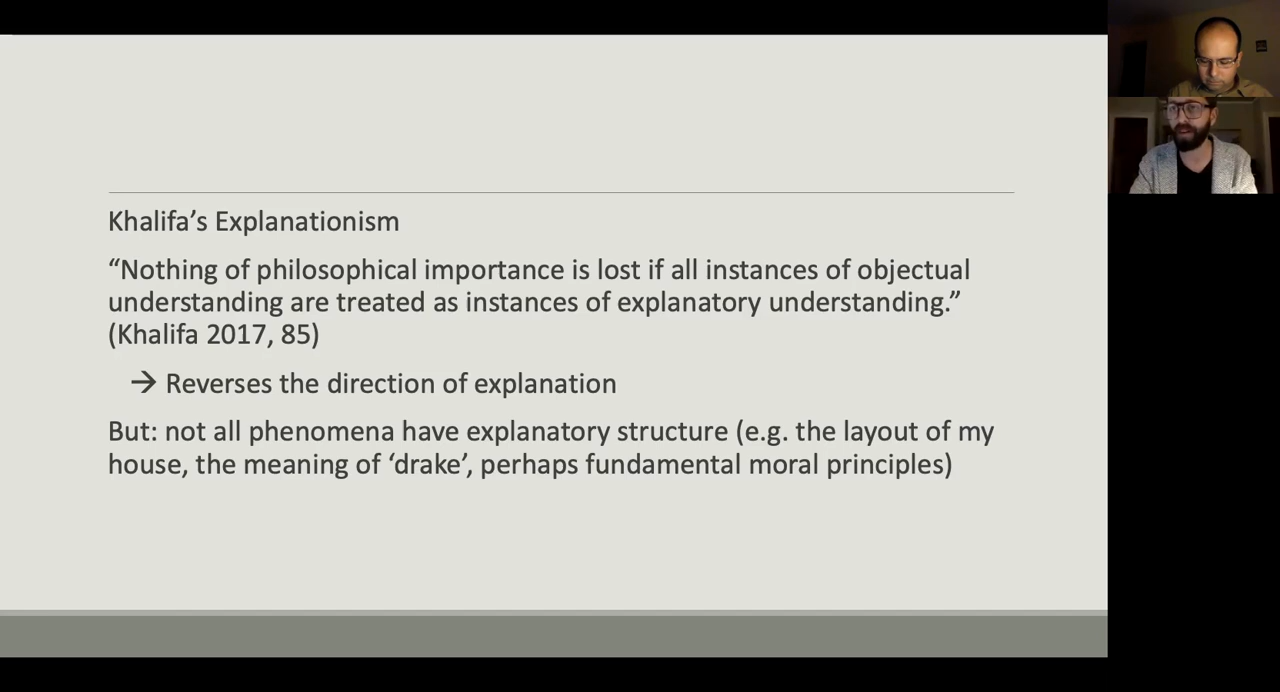 Khalifa’s Explanationism
“Nothing of philosophical importance is lost if all instances of objectual
understanding are treated as instances of explanatory understanding.”
(Khalifa 2017, 85)
→ Reverses the direction of explanation
But: not all phenomena have explanatory structure (e.g. the layout of my
house, the meaning of ‘drake’, perhaps fundamental moral principles)